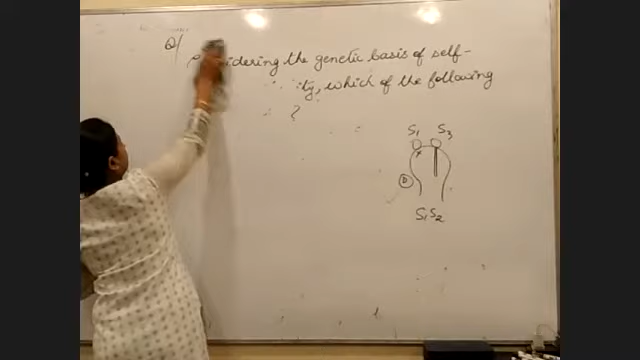 Q/
idering the genetic basis of self-
ity, which of the following
?
S1 S3
D
S1S2